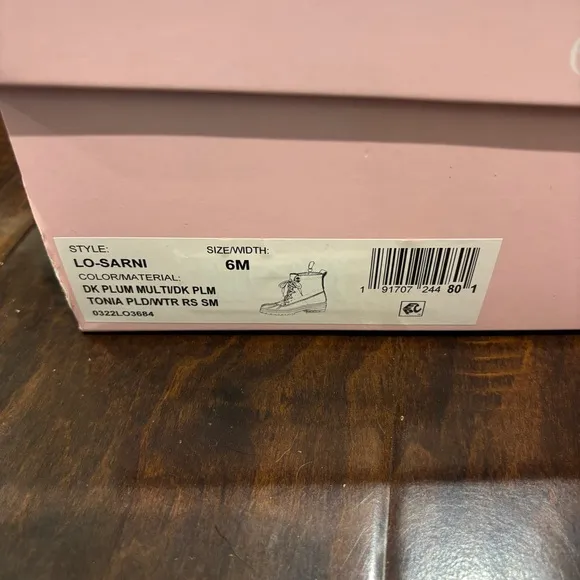 STYLE: SIZE/WIDTH:
LO-SARNI 6M
COLOR/MATERIAL:
DK PLUM MULTI/DK PLM
TONIA PLD/WTR RS SM
0322LO3684
1 91707 244 80 1